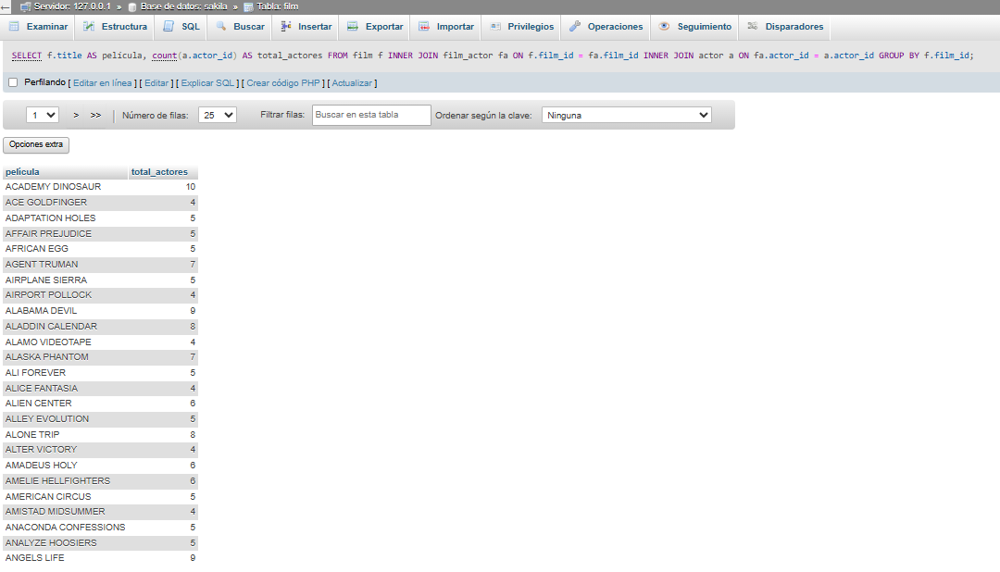 Servidor: 127.0.0.1 » Base de datos: sakila » Tabla: film
Examinar Estructura SQL Buscar Insertar Exportar Importar Privilegios Operaciones Seguimiento Disparadores
SELECT f.title AS película, count(a.actor_id) AS total_actores FROM film f INNER JOIN film_actor fa ON f.film_id = fa.film_id INNER JOIN actor a ON fa.actor_id = a.actor_id GROUP BY f.film_id;
Perfilando [ Editar en línea ] [ Editar ] [ Explicar SQL ] [ Crear código PHP ] [ Actualizar ]
1 > >> | Número de filas: 25 Filtrar filas: Buscar en esta tabla Ordenar según la clave: Ninguna
Opciones extra
película total_actores
ACADEMY DINOSAUR 10
ACE GOLDFINGER 4
ADAPTATION HOLES 5
AFFAIR PREJUDICE 5
AFRICAN EGG 5
AGENT TRUMAN 7
AIRPLANE SIERRA 5
AIRPORT POLLOCK 4
ALABAMA DEVIL 9
ALADDIN CALENDAR 8
ALAMO VIDEOTAPE 4
ALASKA PHANTOM 7
ALI FOREVER 5
ALICE FANTASIA 4
ALIEN CENTER 6
ALLEY EVOLUTION 5
ALONE TRIP 8
ALTER VICTORY 4
AMADEUS HOLY 6
AMELIE HELLFIGHTERS 6
AMERICAN CIRCUS 5
AMISTAD MIDSUMMER 4
ANACONDA CONFESSIONS 5
ANALYZE HOOSIERS 5
ANGELS LIFE 9